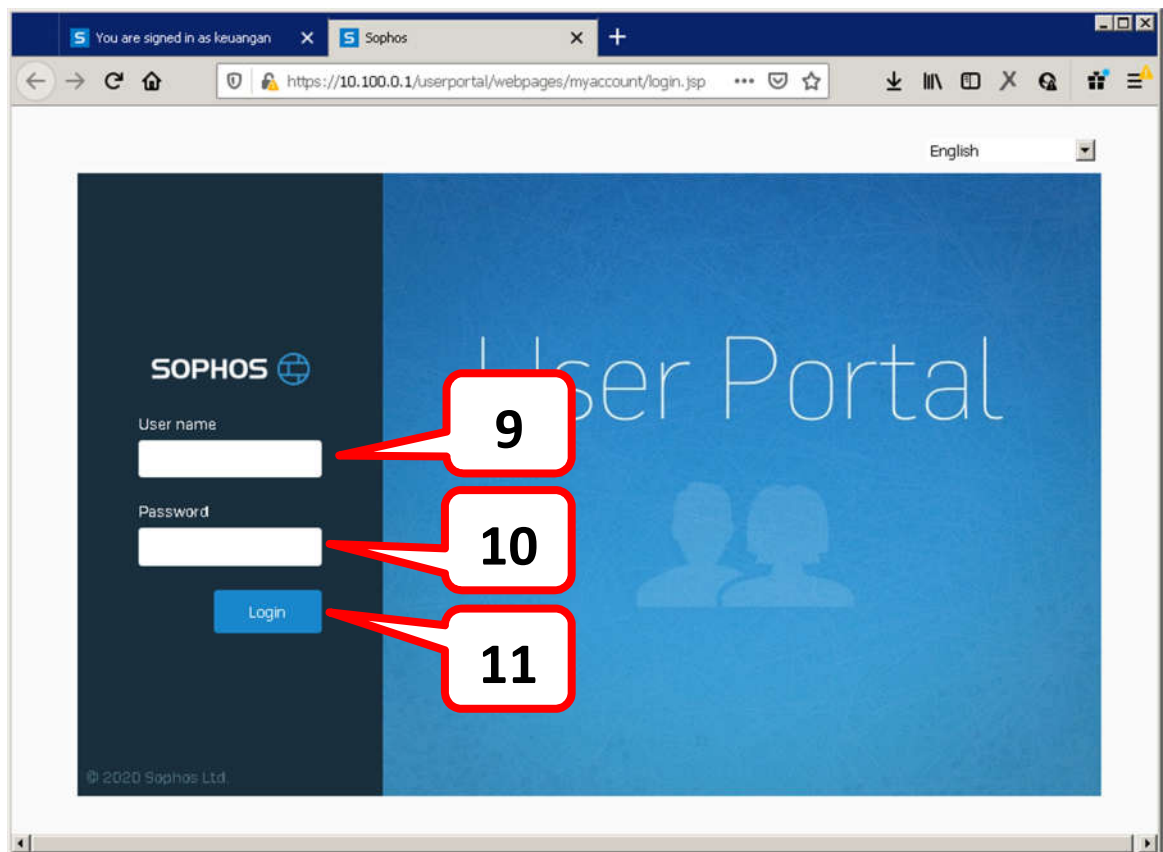 You are signed in as keuangan
Sophos
https://10.100.0.1/userportal/webpages/myaccount/login.jsp
English
SOPHOS
User Portal
User name
9
Password
10
Login
11
© 2020 Sophos Ltd.